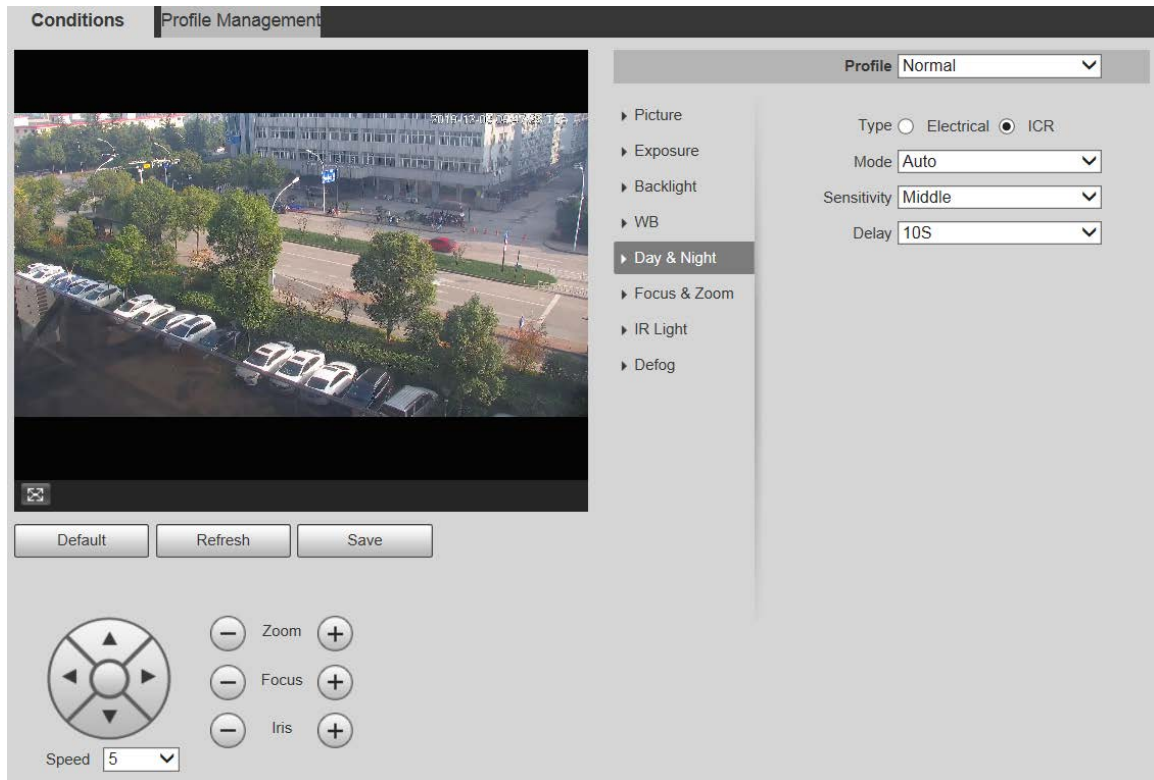 Conditions
Profile Management
Profile Normal
Picture
Exposure
Backlight
WB
Day & Night
Focus & Zoom
IR Light
Defog
Type Electrical ICR
Mode Auto
Sensitivity Middle
Delay 10S
Default Refresh Save
Zoom
Focus
Iris
Speed 5